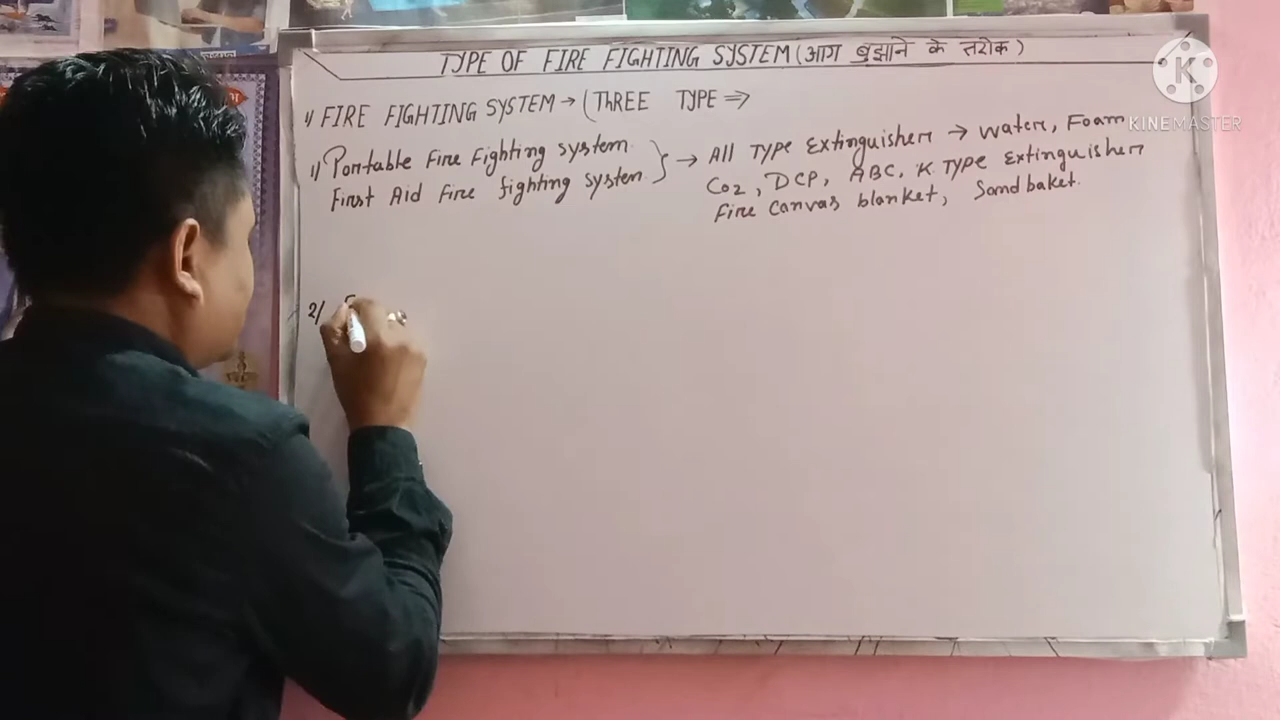 TYPE OF FIRE FIGHTING SYSTEM (आग बुझाने के तरीक)
1) FIRE FIGHTING SYSTEM → (ThREE TYPE ⇒
1) Portable Fire Fighting system } → All Type Extinguisher → Water, Foam
First Aid Fire fighting system
Co2, DCP, ABC, K Type Extinguisher
Fire Canvas blanket, Sand baket.
2/
KINEMASTER